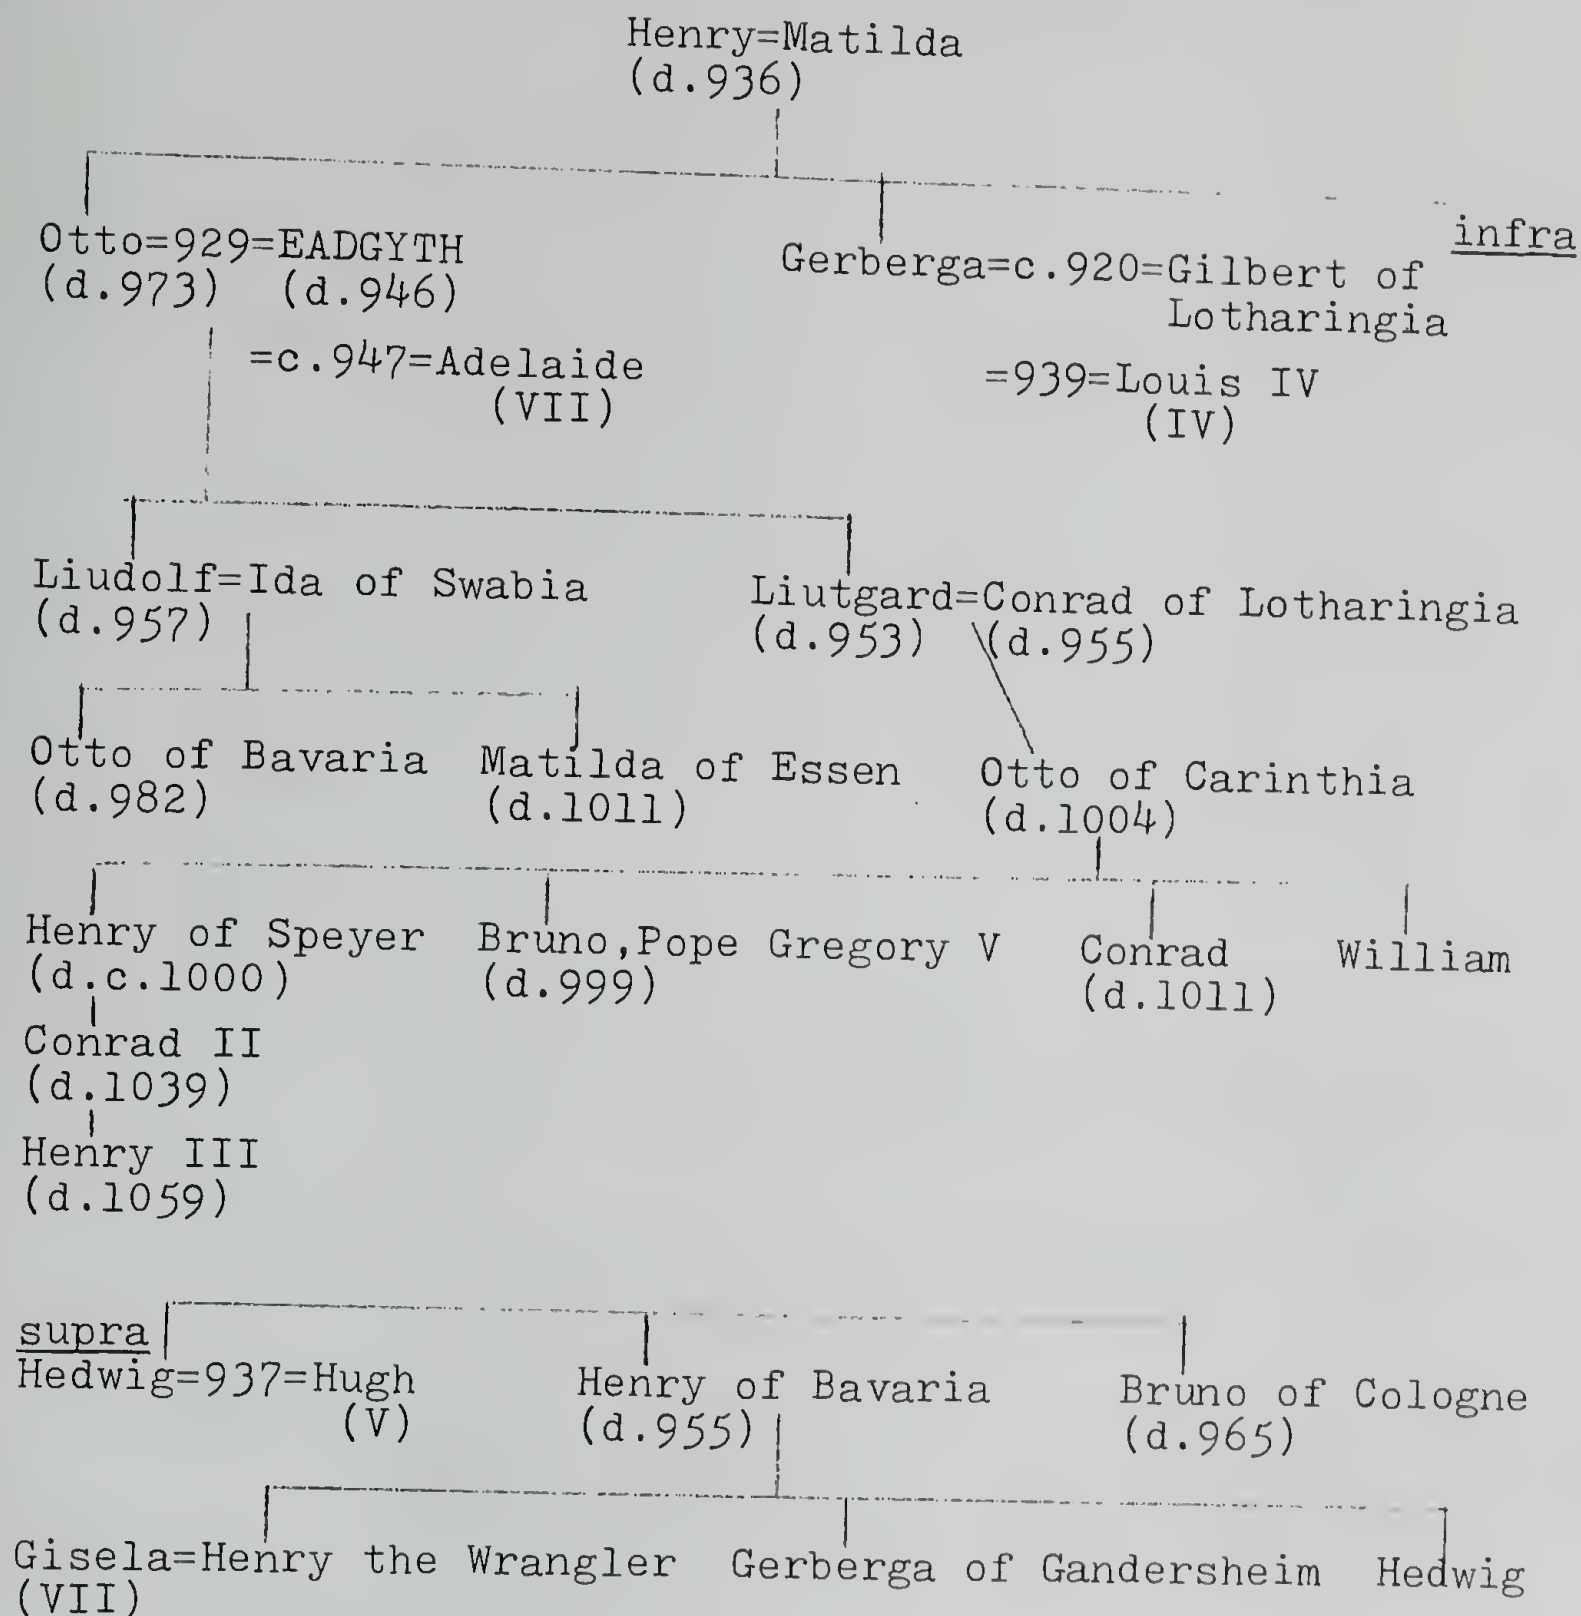 Henry=Matilda
(d.936)
infra
Otto=929=EADGYTH
(d.973) (d.946)
Gerberga=c.920=Gilbert of
Lotharingia
=c.947=Adelaide
(VII)
=939=Louis IV
(IV)
Liudolf=Ida of Swabia
(d.957)
Liutgard=Conrad of Lotharingia
(d.953) (d.955)
Otto of Bavaria Matilda of Essen Otto of Carinthia
(d.982) (d.1011) (d.1004)
Henry of Speyer Bruno,Pope Gregory V Conrad William
(d.c.1000) (d.999) (d.1011)
Conrad II
(d.1039)
Henry III
(d.1059)
supra
Hedwig=937=Hugh Henry of Bavaria Bruno of Cologne
(V) (d.955) (d.965)
Gisela=Henry the Wrangler Gerberga of Gandersheim Hedwig
(VII)